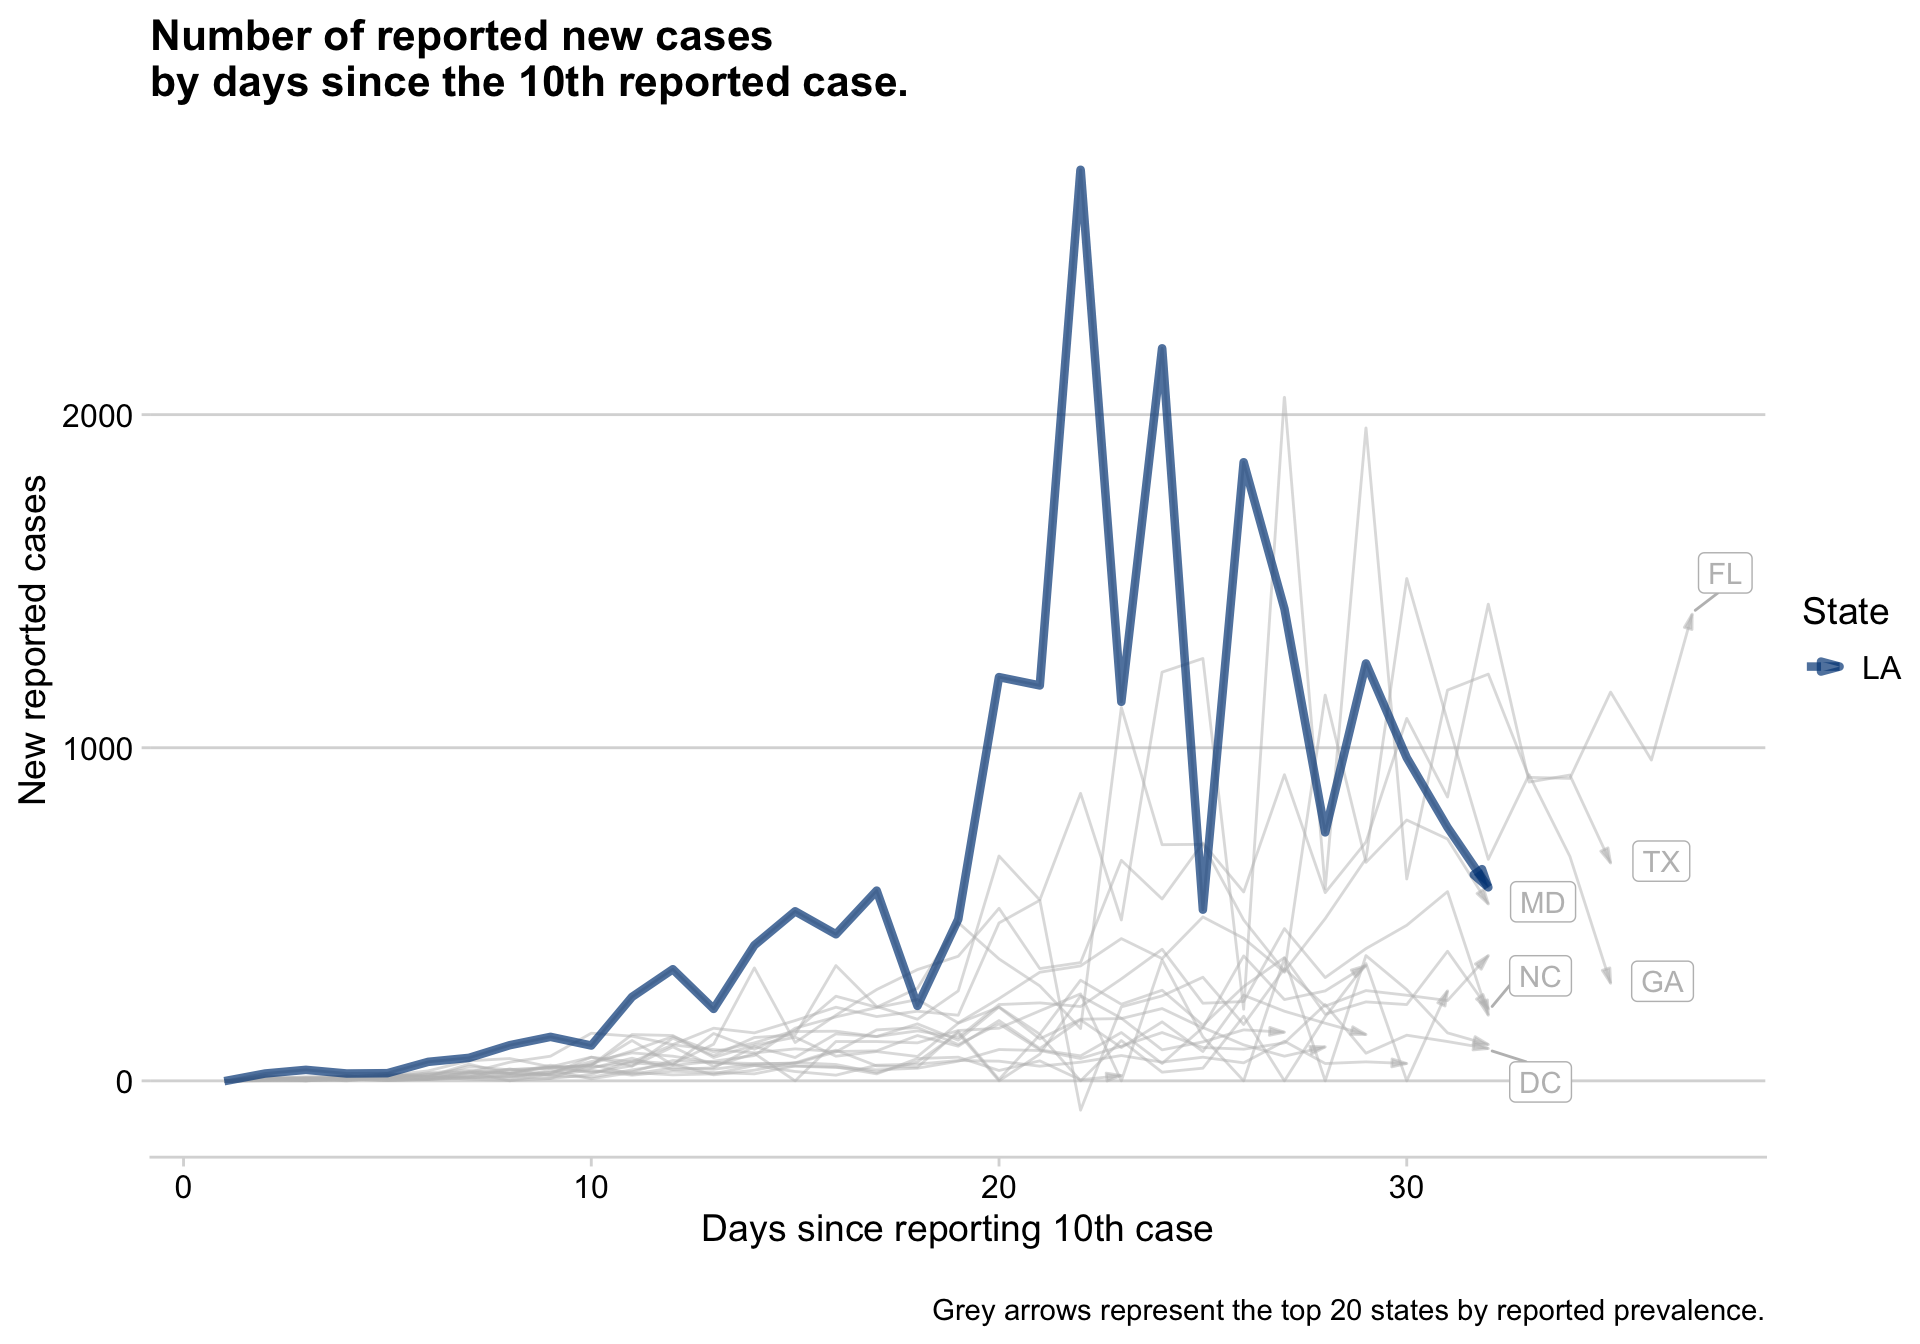 Number of reported new cases
by days since the 10th reported case.
New reported cases
2000
1000
0
FL
TX
MD
NC
GA
DC
State
LA
0
10
20
30
Days since reporting 10th case
Grey arrows represent the top 20 states by reported prevalence.